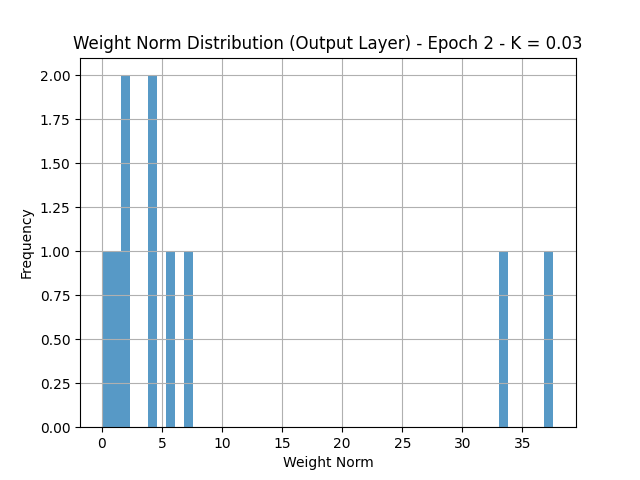 Weight Norm Distribution (Output Layer) - Epoch 2 - K = 0.03
2.00
1.75
1.50
1.25
1.00
0.75
0.50
0.25
0.00
Frequency
0 5 10 15 20 25 30 35
Weight Norm